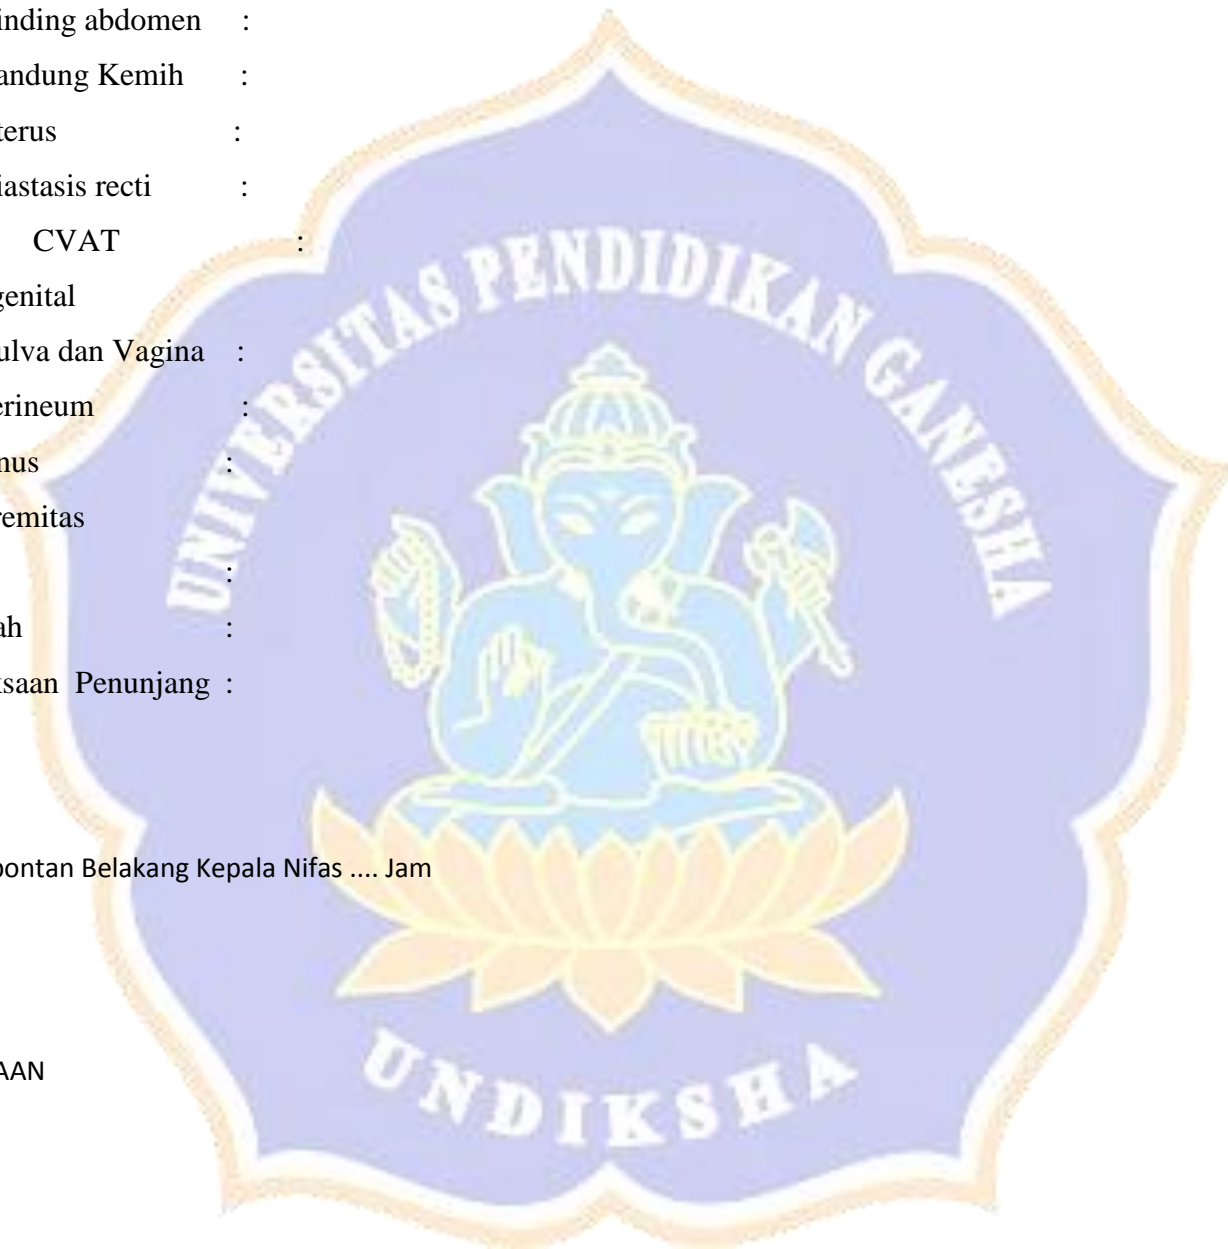 inding abdomen :
andung Kemih :
terus :
iastasis recti :
CVAT :
genital
ulva dan Vagina :
erineum :
nus :
remitas
:
ah :
ksaan Penunjang :
pontan Belakang Kepala Nifas .... Jam
AAN
UNIVERSITAS PENDIDIKAN GANESHA
UNDIKSHA